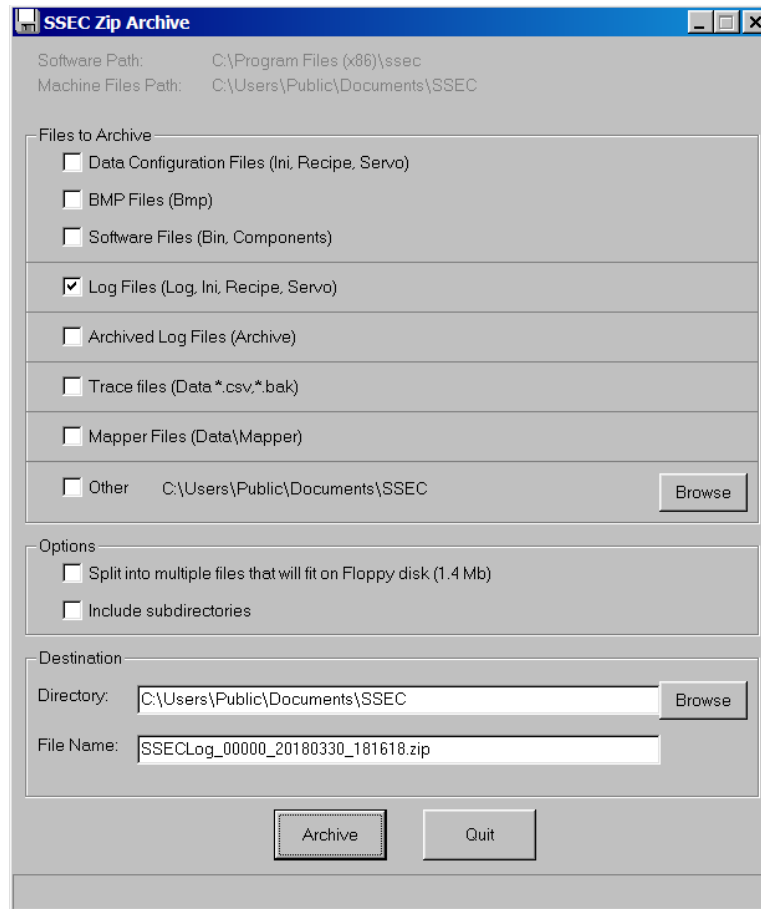 SSEC Zip Archive
Software Path: C:\Program Files (x86)\ssec
Machine Files Path: C:\Users\Public\Documents\SSEC
Files to Archive
Data Configuration Files (Ini, Recipe, Servo)
BMP Files (Bmp)
Software Files (Bin, Components)
Log Files (Log, Ini, Recipe, Servo)
Archived Log Files (Archive)
Trace files (Data *.csv,*.bak)
Mapper Files (Data\Mapper)
Other C:\Users\Public\Documents\SSEC Browse
Options
Split into multiple files that will fit on Floppy disk (1.4 Mb)
Include subdirectories
Destination
Directory: C:\Users\Public\Documents\SSEC Browse
File Name: SSECLog_00000_20180330_181618.zip
Archive Quit